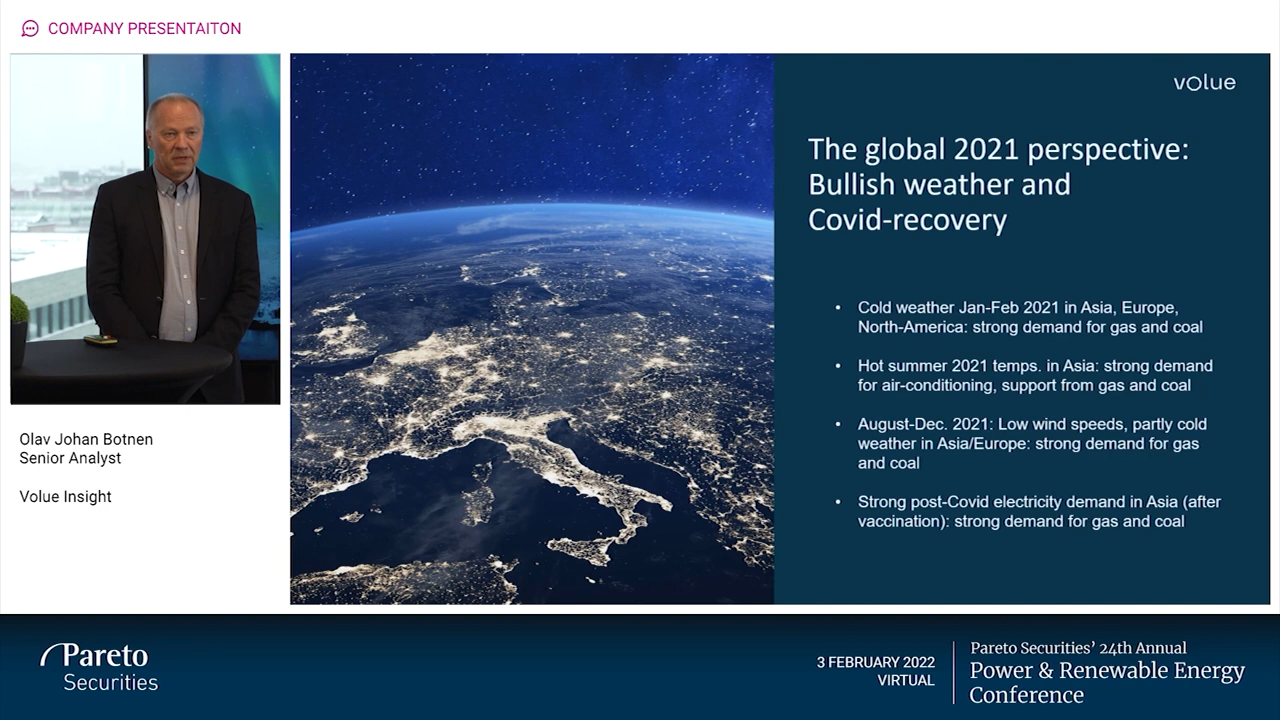 COMPANY PRESENTAITON
Olav Johan Botnen
Senior Analyst
Volue Insight
volue
The global 2021 perspective:
Bullish weather and
Covid-recovery
• Cold weather Jan-Feb 2021 in Asia, Europe,
North-America: strong demand for gas and coal
• Hot summer 2021 temps. in Asia: strong demand
for air-conditioning, support from gas and coal
• August-Dec. 2021: Low wind speeds, partly cold
weather in Asia/Europe: strong demand for gas
and coal
• Strong post-Covid electricity demand in Asia (after
vaccination): strong demand for gas and coal
Pareto
Securities
3 FEBRUARY 2022
VIRTUAL
Pareto Securities' 24th Annual
Power & Renewable Energy
Conference